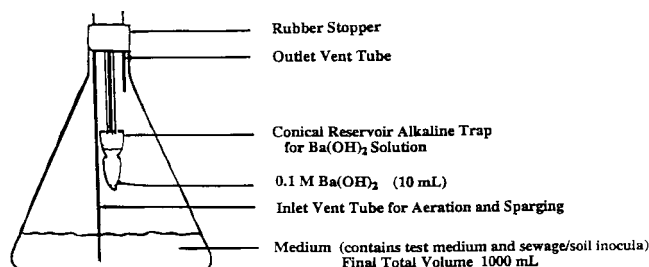 Rubber Stopper
Outlet Vent Tube
Conical Reservoir Alkaline Trap
for Ba(OH)₂ Solution
0.1 M Ba(OH)₂ (10 mL)
Inlet Vent Tube for Aeration and Sparging
Medium (contains test medium and sewage/soil inocula)
Final Total Volume 1000 mL